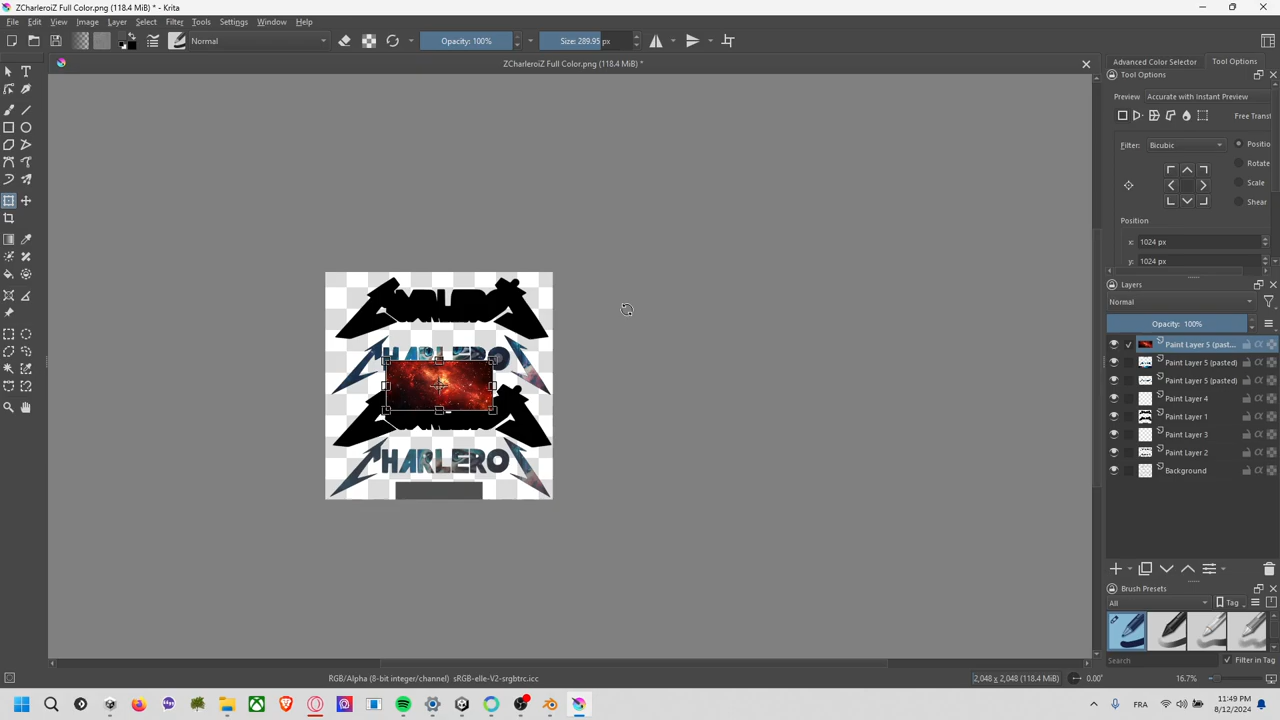 ZCharleroiZ Full Color.png (118.4 MiB) * - Krita
File Edit View Image Layer Select Filter Tools Settings Window Help
Normal Opacity: 100% Size: 289.95 px
ZCharleroiZ Full Color.png (118.4 MiB) *
Advanced Color Selector Tool Options
Tool Options
Preview Accurate with Instant Preview
Free Transf
Filter: Bicubic Positio
Rotate
Scale
Shear
Position
x: 1024 px
y: 1024 px
Layers
Normal
Opacity: 100%
Paint Layer 5 (past...
Paint Layer 5 (pasted)
Paint Layer 5 (pasted)
Paint Layer 4
Paint Layer 1
Paint Layer 3
Paint Layer 2
Background
HARLERO
HARLERO
Brush Presets
All Tag
Search Filter in Tag
RGB/Alpha (8-bit integer/channel) sRGB-elle-V2-srgbtrc.icc
2,048 x 2,048 (118.4 MiB) 0.00° 16.7%
FRA
11:49 PM
8/12/2024